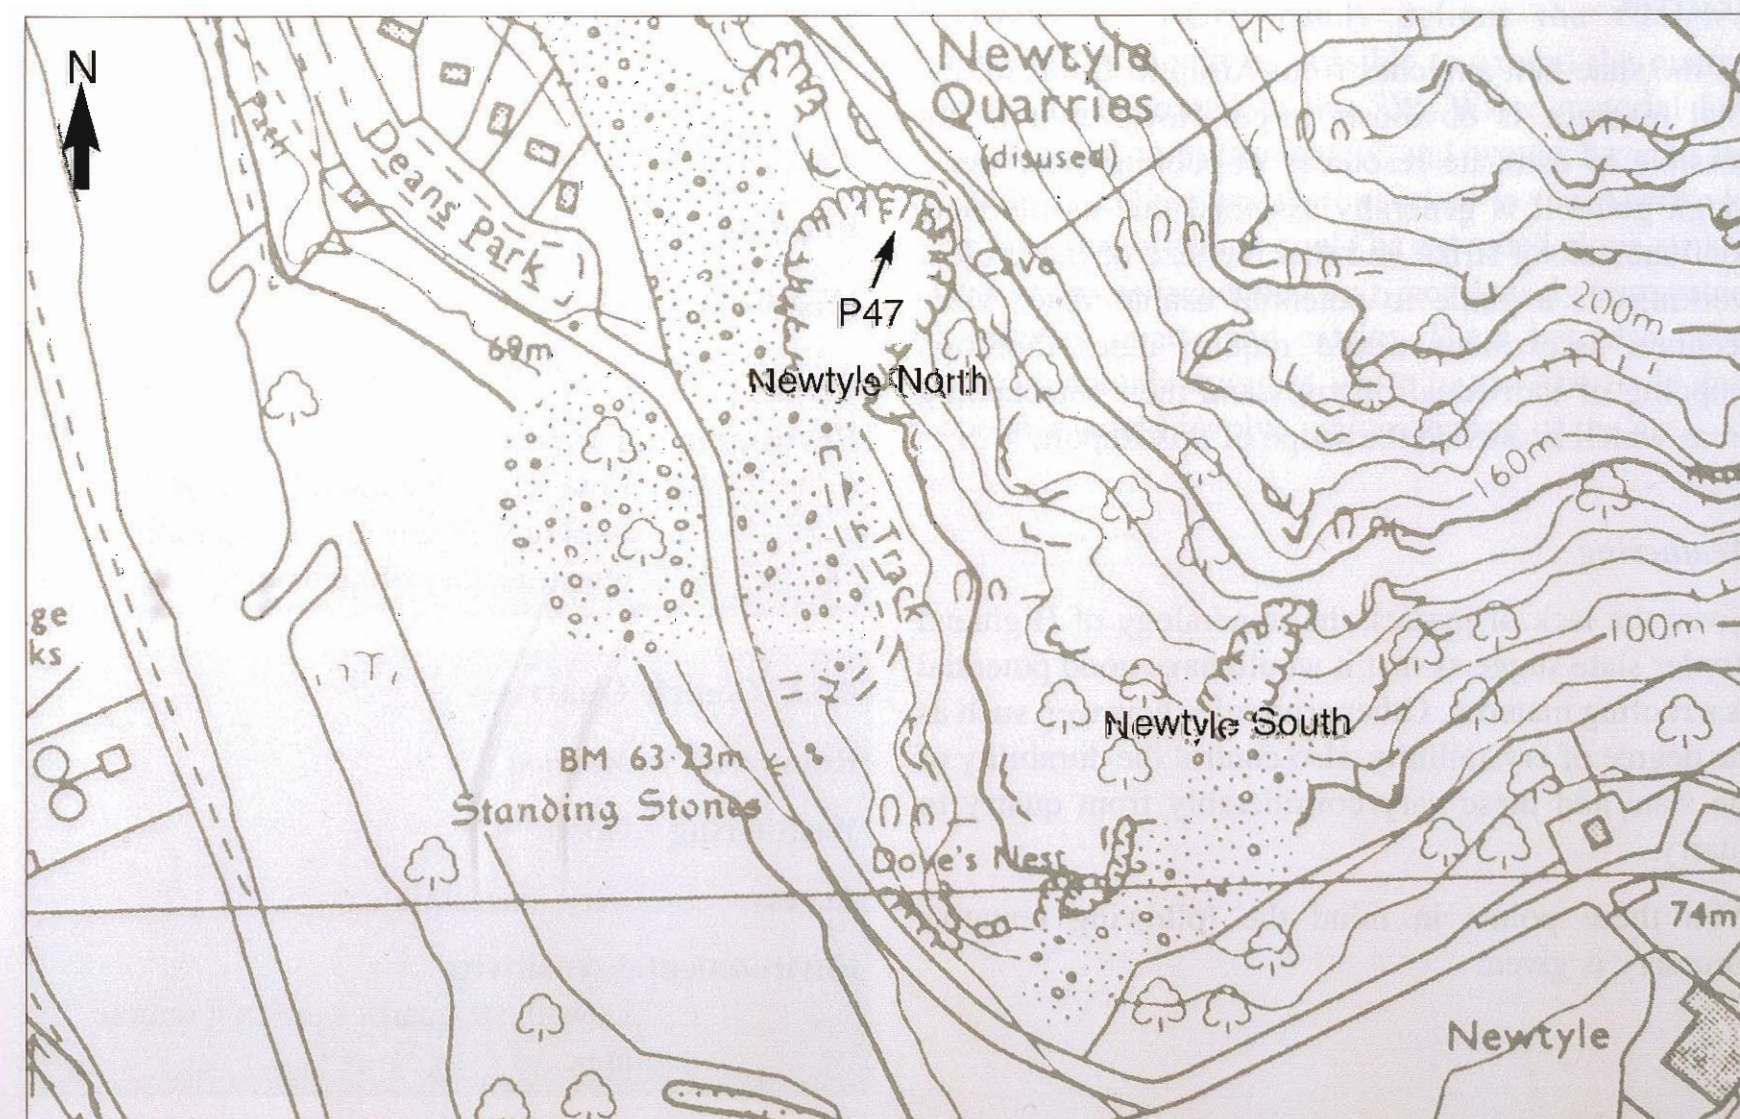 N
Newtyle
Quarries
(disused)
Path
Deans Park
Cave
P47
200m
69m
Newtyle North
160m
Track
100m
ge
ks
Newtyle South
BM 63·23m
Standing Stones
Dove's Nest
74m
Newtyle